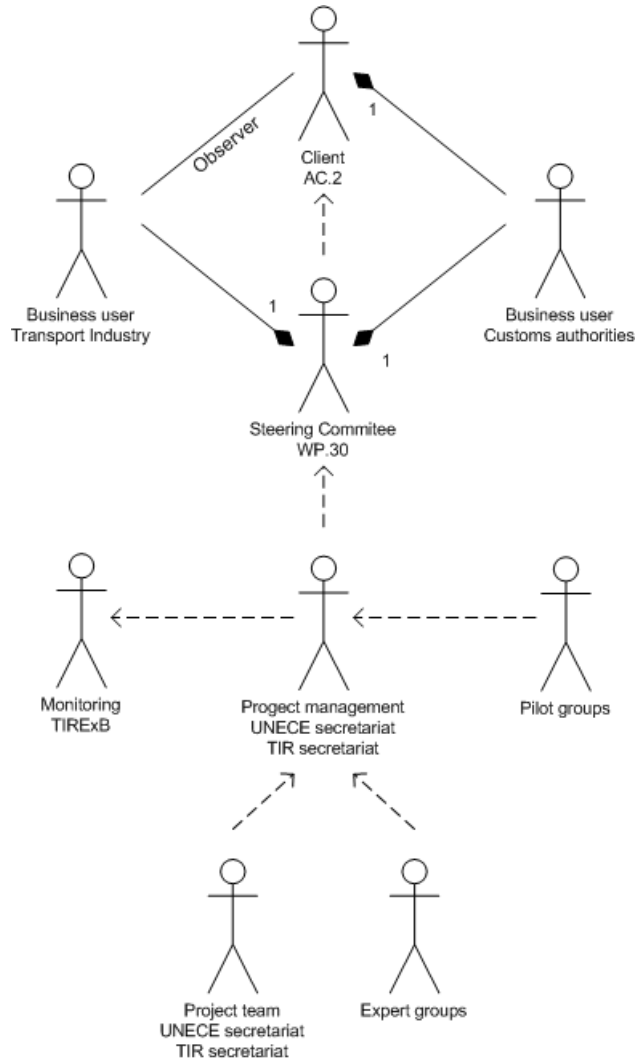 Observer
1
Client
AC.2
Business user
Transport Industry
Business user
Customs authorities
1
1
Steering Commitee
WP.30
Monitoring
TIRExB
Progect management
UNECE secretariat
TIR secretariat
Pilot groups
Project team
UNECE secretariat
TIR secretariat
Expert groups